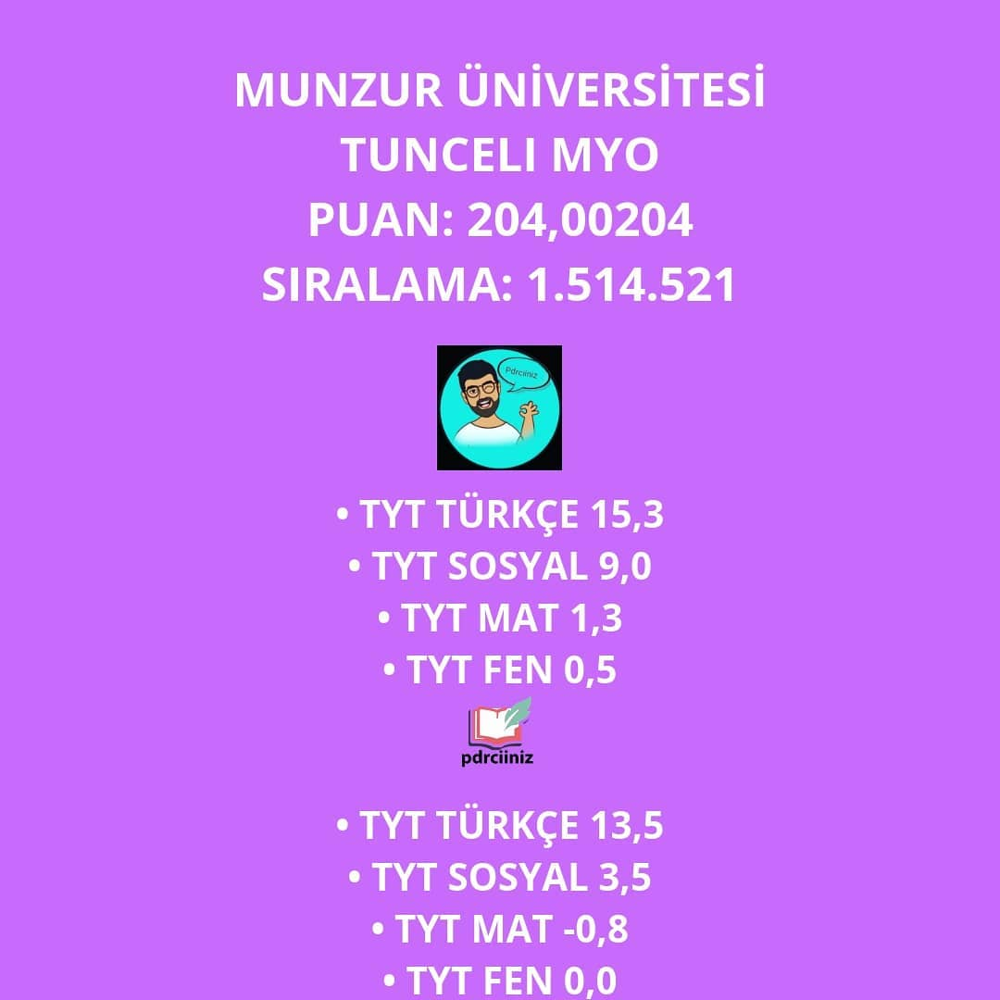 MUNZUR ÜNİVERSİTESİ
TUNCELI MYO
PUAN: 204,00204
SIRALAMA: 1.514.521
Pdrciiniz
• TYT TÜRKÇE 15,3
• TYT SOSYAL 9,0
• TYT MAT 1,3
• TYT FEN 0,5
pdrciiniz
• TYT TÜRKÇE 13,5
• TYT SOSYAL 3,5
• TYT MAT -0,8
• TYT FEN 0,0